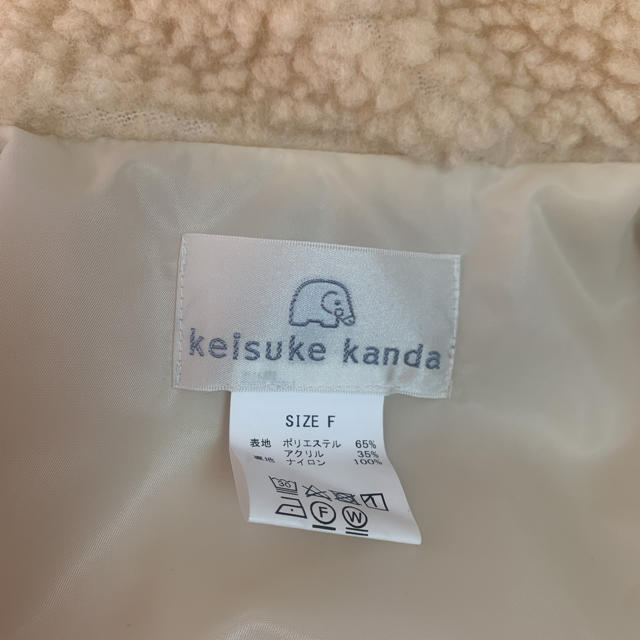 keisuke kanda
SIZE F
表地 ポリエステル 65%
アクリル 35%
裏地 ナイロン 100%
30
F W